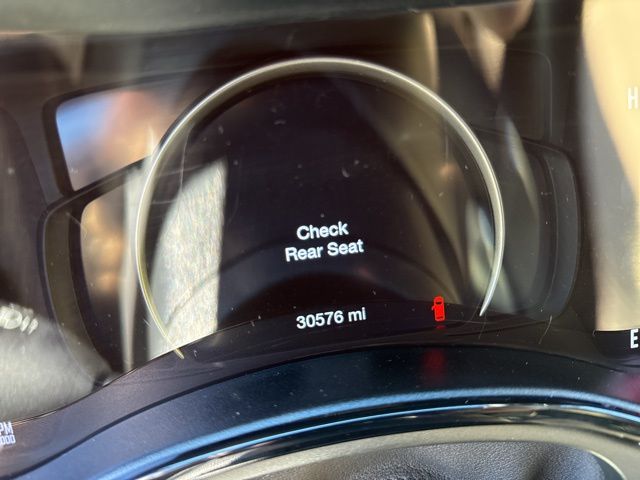 H
Check
Rear Seat
30576 mi
E